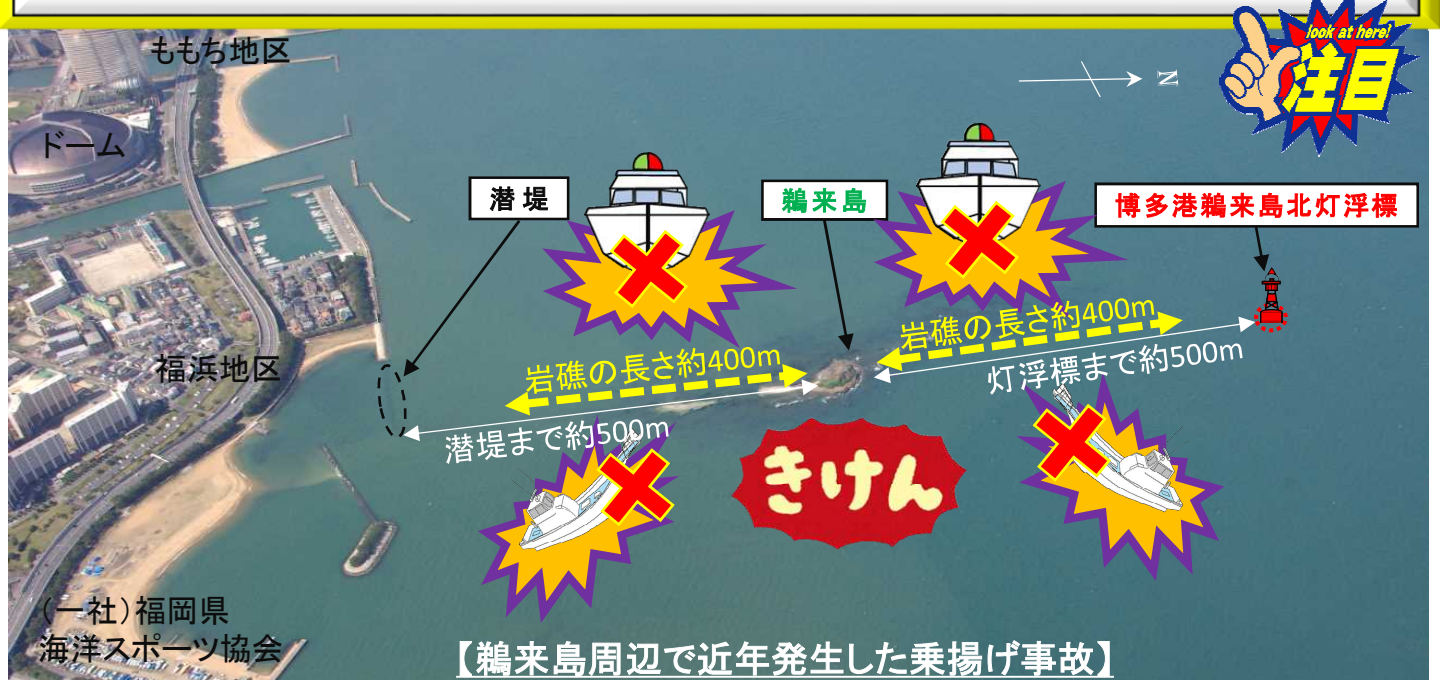 ももち地区
look at here!
注目
N
ドーム
潜堤
鵜来島
博多港鵜来島北灯浮標
岩礁の長さ約400m
灯浮標まで約500m
岩礁の長さ約400m
潜堤まで約500m
福浜地区
きけん
(一社)福岡県
海洋スポーツ協会
【鵜来島周辺で近年発生した乗揚げ事故】